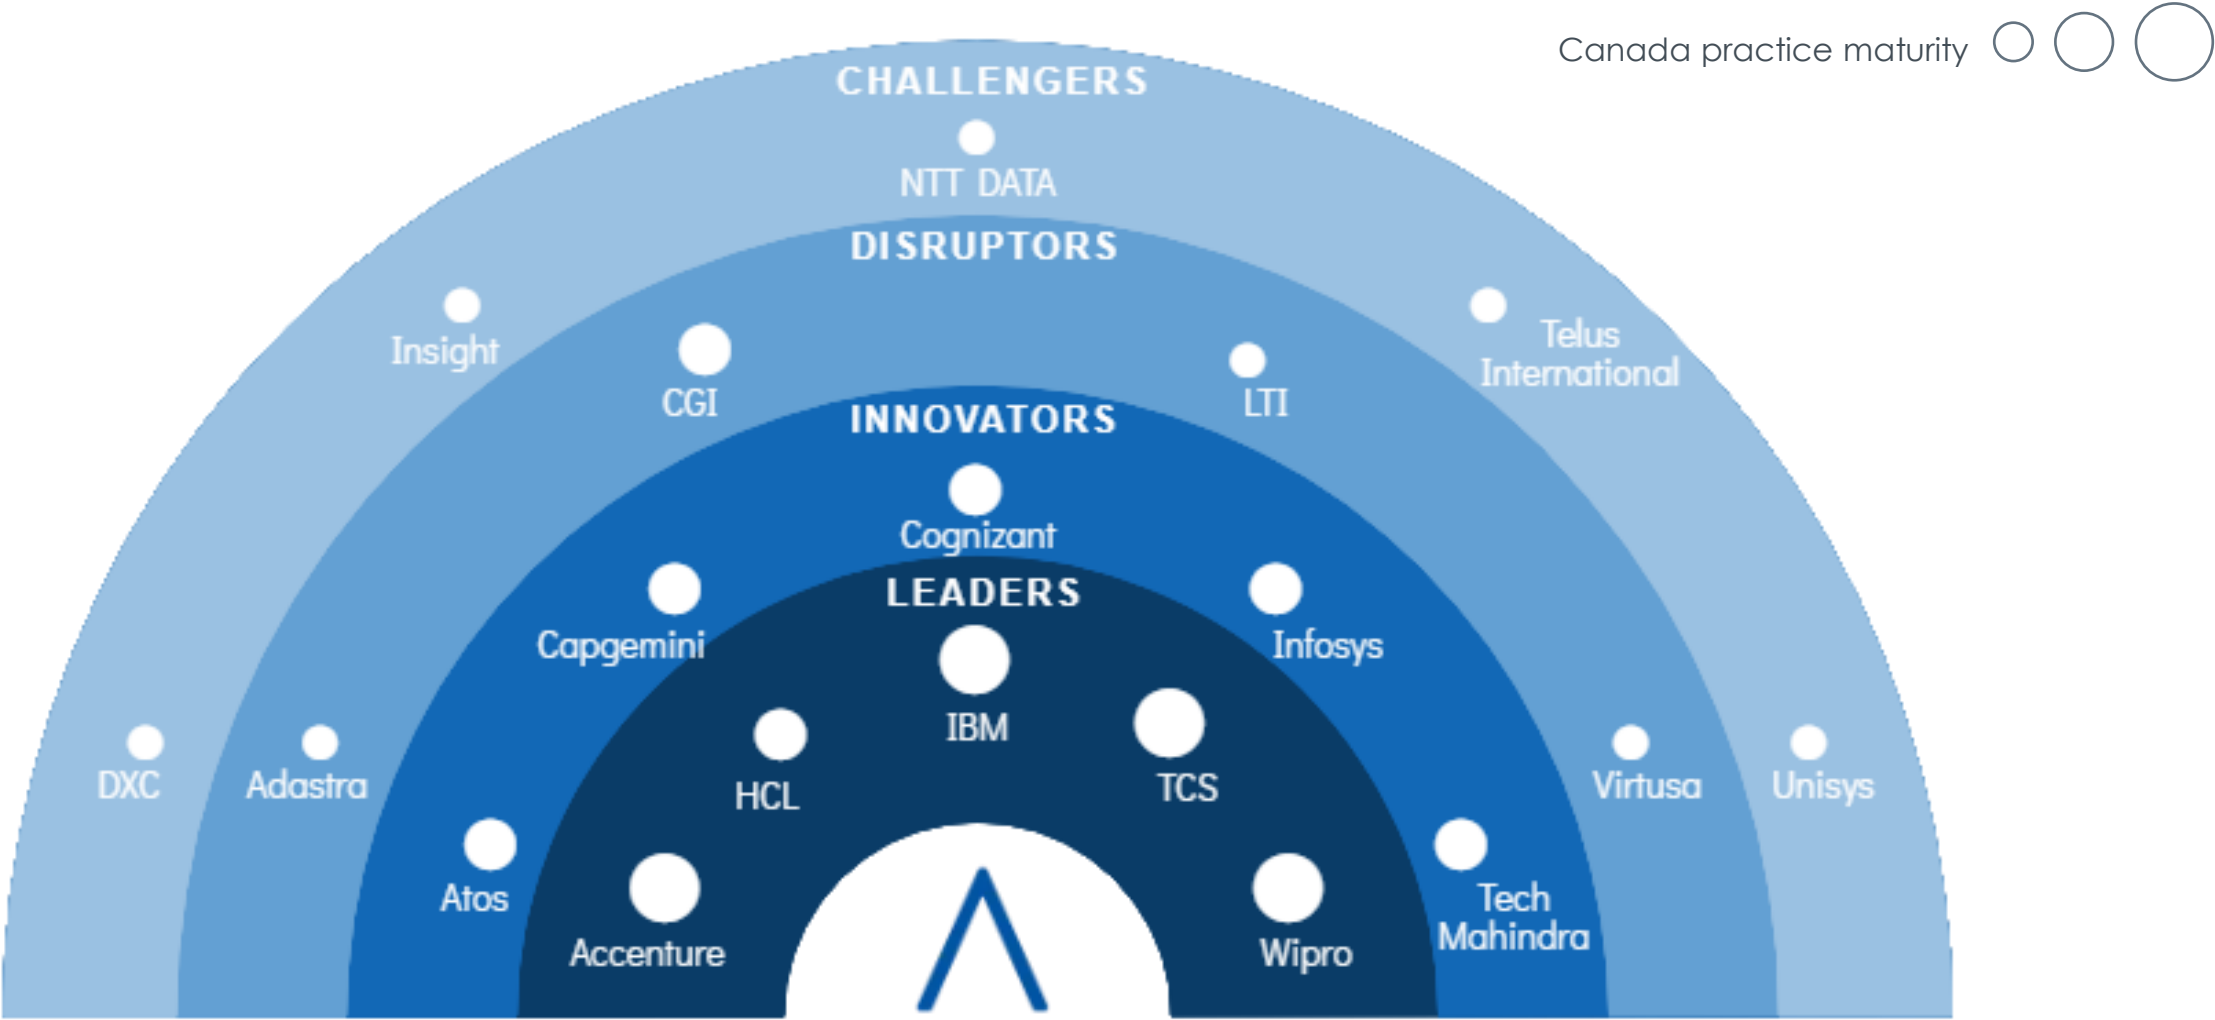 Canada practice maturity
CHALLENGERS
NTT DATA
Insight
Telus
International
DXC
Unisys
DISRUPTORS
CGI
LTI
Adastra
Virtusa
INNOVATORS
Cognizant
Capgemini
Infosys
Atos
Tech
Mahindra
LEADERS
IBM
HCL
TCS
Accenture
Wipro